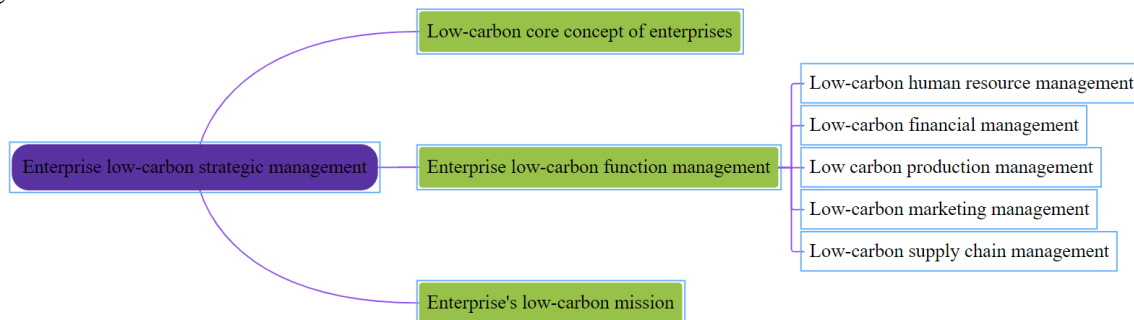 Low-carbon core concept of enterprises
Low-carbon human resource management
Low-carbon financial management
Enterprise low-carbon strategic management
Enterprise low-carbon function management
Low carbon production management
Low-carbon marketing management
Low-carbon supply chain management
Enterprise's low-carbon mission